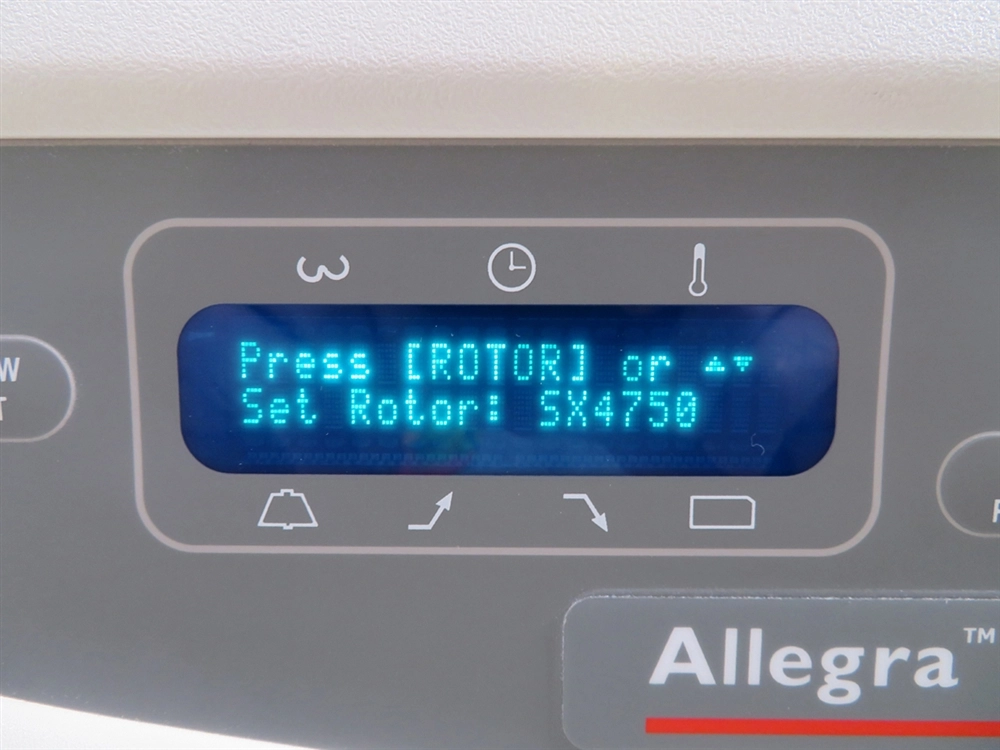 Press [ROTOR] or ▲▼
Set Rotor: SX4750
Allegra™